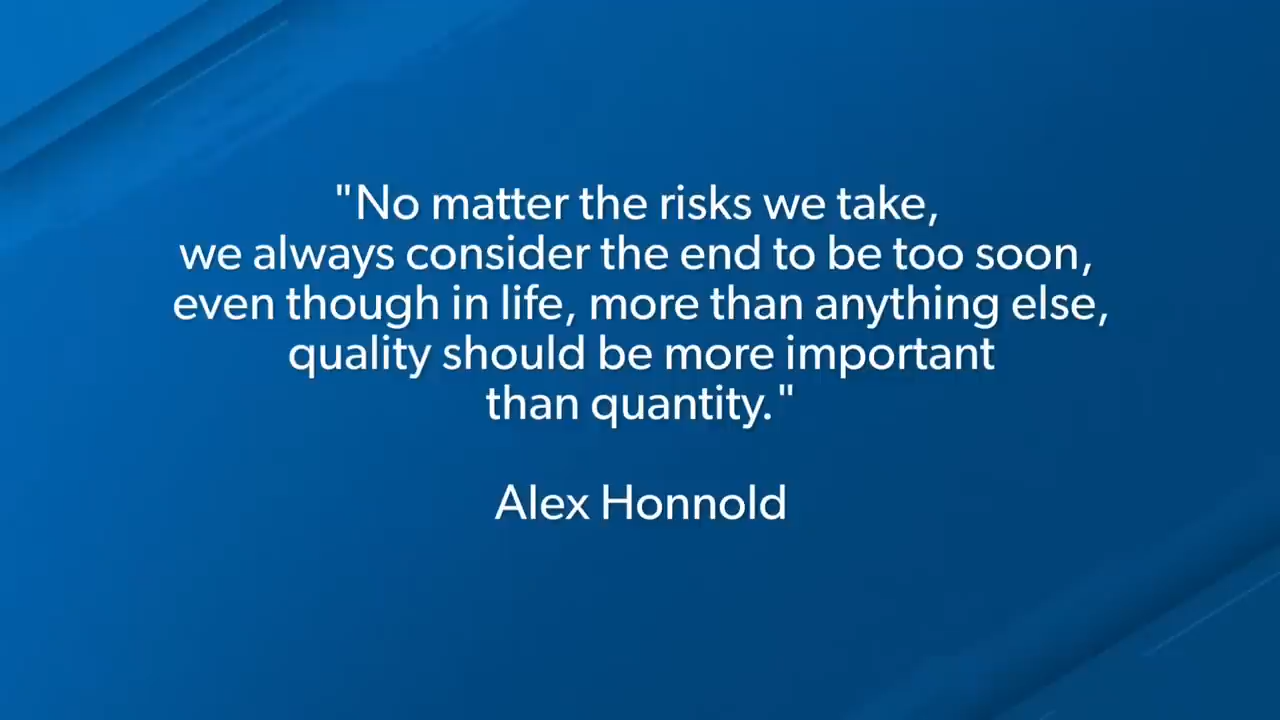 "No matter the risks we take,
we always consider the end to be too soon,
even though in life, more than anything else,
quality should be more important
than quantity."
Alex Honnold